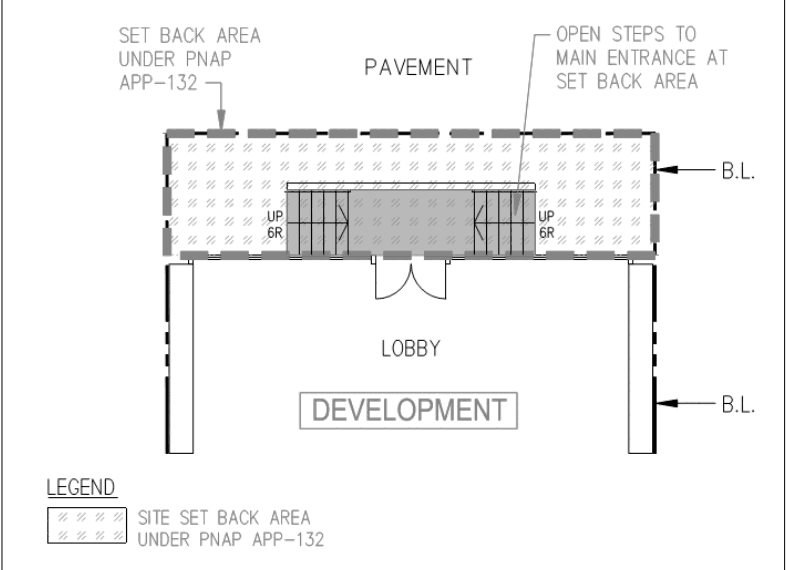 SET BACK AREA
UNDER PNAP
APP-132
PAVEMENT
OPEN STEPS TO
MAIN ENTRANCE AT
SET BACK AREA
B.L.
UP
6R
UP
6R
LOBBY
DEVELOPMENT
B.L.
LEGEND
SITE SET BACK AREA
UNDER PNAP APP-132